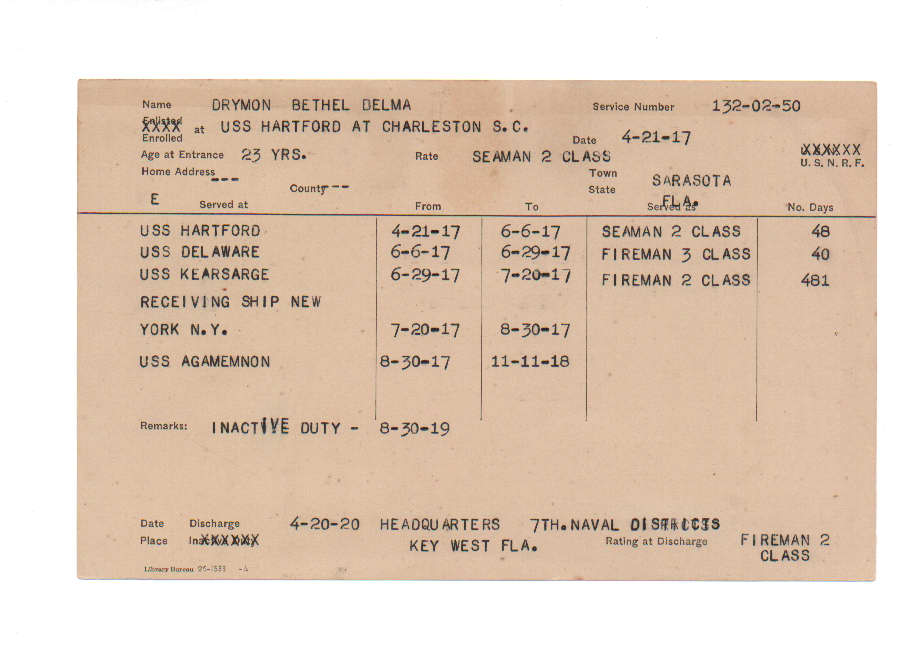 Name DRYMON BETHEL DELMA Service Number 132-02-50
Enlisted
XXXX at USS HARTFORD AT CHARLESTON S.C.
Enrolled Date 4-21-17
Age at Entrance 23 YRS. Rate SEAMAN 2 CLASS XXXXXX
U. S. N. R. F.
Home Address --- Town SARASOTA
County -- State FLA.
E Served at From To Served as No. Days
USS HARTFORD 4-21-17 6-6-17 SEAMAN 2 CLASS 48
USS DELAWARE 6-6-17 6-29-17 FIREMAN 3 CLASS 40
USS KEARSARGE 6-29-17 7-20-17 FIREMAN 2 CLASS 481
RECEIVING SHIP NEW
YORK N.Y. 7-20-17 8-30-17
USS AGAMEMNON 8-30-17 11-11-18
Remarks: INACTIVE DUTY - 8-30-19
Date Discharge 4-20-20 HEADQUARTERS 7TH.NAVAL DISTRICTS
Place Inactive Duty KEY WEST FLA. Rating at Discharge FIREMAN 2
CLASS
Library Bureau